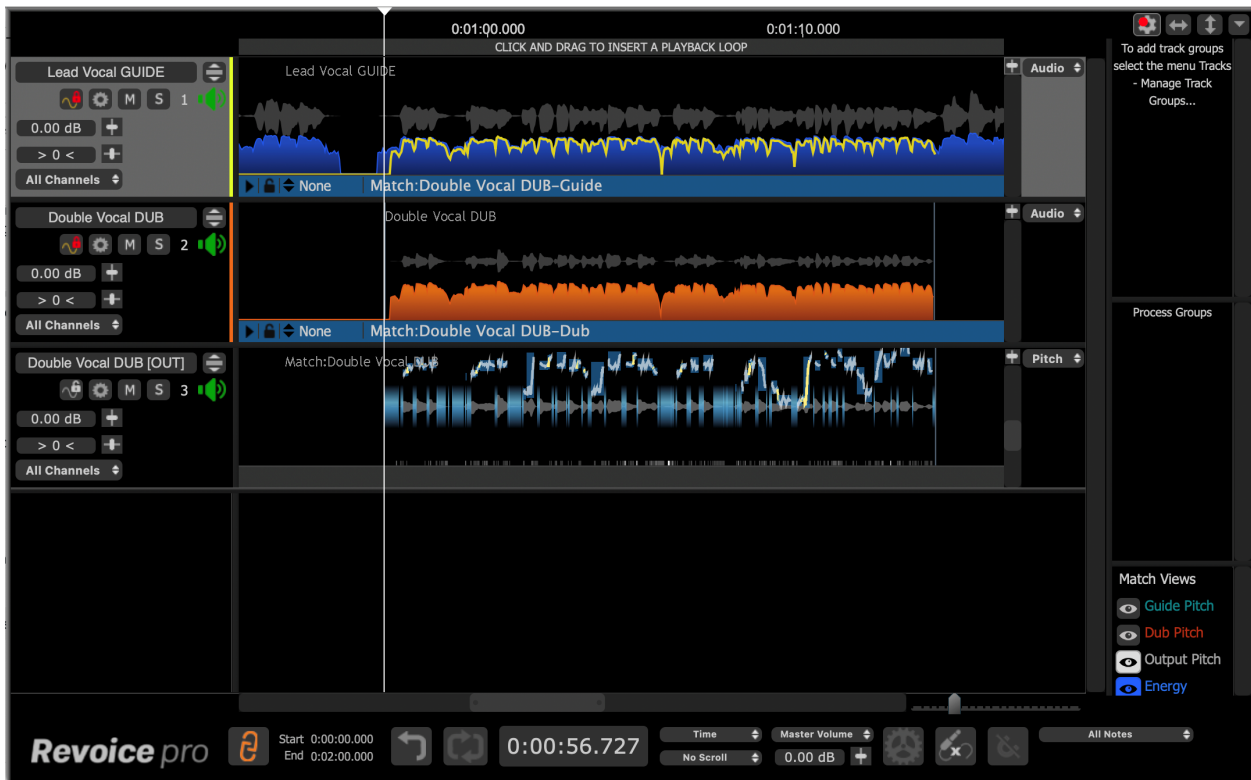 0:01:00.000
0:01:10.000
CLICK AND DRAG TO INSERT A PLAYBACK LOOP
To add track groups
select the menu Tracks
- Manage Track
Groups...
Lead Vocal GUIDE
M S 1
0.00 dB
> 0 <
All Channels
Lead Vocal GUIDE
Audio
None Match:Double Vocal DUB-Guide
Double Vocal DUB
M S 2
0.00 dB
> 0 <
All Channels
Double Vocal DUB
Audio
None Match:Double Vocal DUB-Dub
Process Groups
Double Vocal DUB [OUT]
M S 3
0.00 dB
> 0 <
All Channels
Match:Double Vocal DUB
Pitch
Match Views
Guide Pitch
Dub Pitch
Output Pitch
Energy
Revoice pro
Start 0:00:00.000
End 0:02:00.000
0:00:56.727
Time
No Scroll
Master Volume
0.00 dB
All Notes